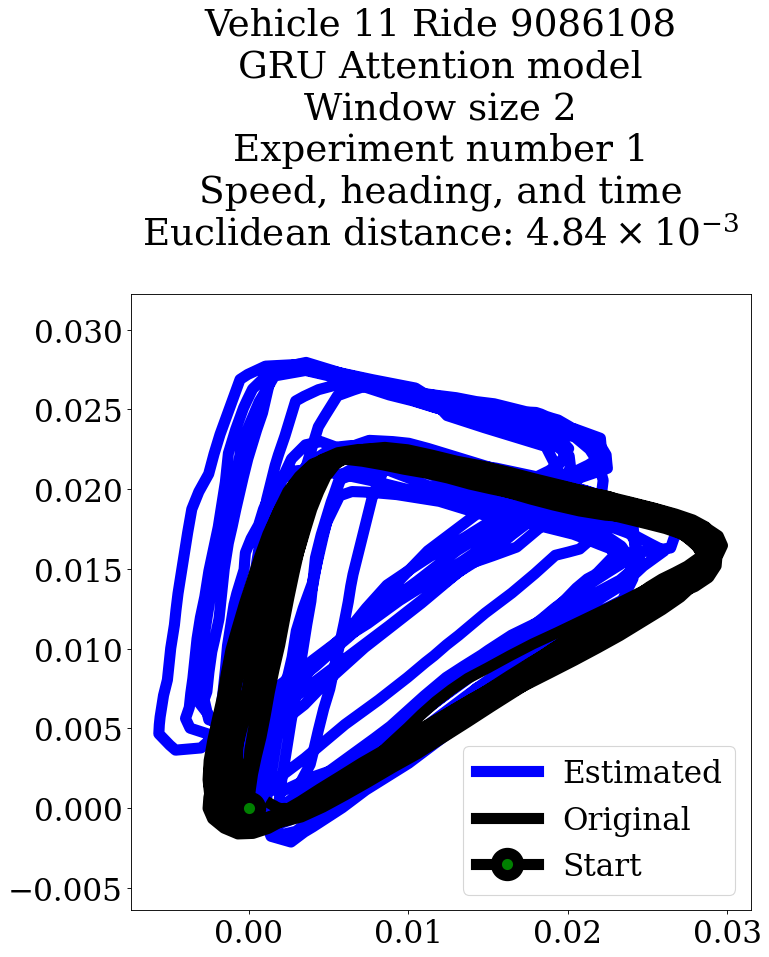 Vehicle 11 Ride 9086108
GRU Attention model
Window size 2
Experiment number 1
Speed, heading, and time
Euclidean distance: 4.84 × 10⁻³
0.030
0.025
0.020
0.015
0.010
0.005
0.000
−0.005
Estimated
Original
Start
0.00 0.01 0.02 0.03